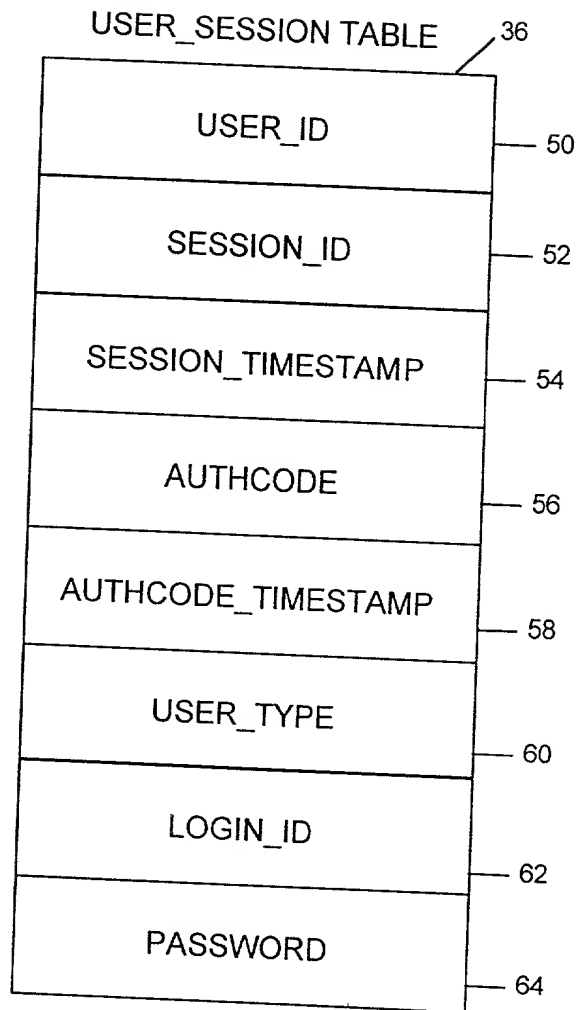 USER_SESSION TABLE 36
USER_ID 50
SESSION_ID 52
SESSION_TIMESTAMP 54
AUTHCODE 56
AUTHCODE_TIMESTAMP 58
USER_TYPE 60
LOGIN_ID 62
PASSWORD 64